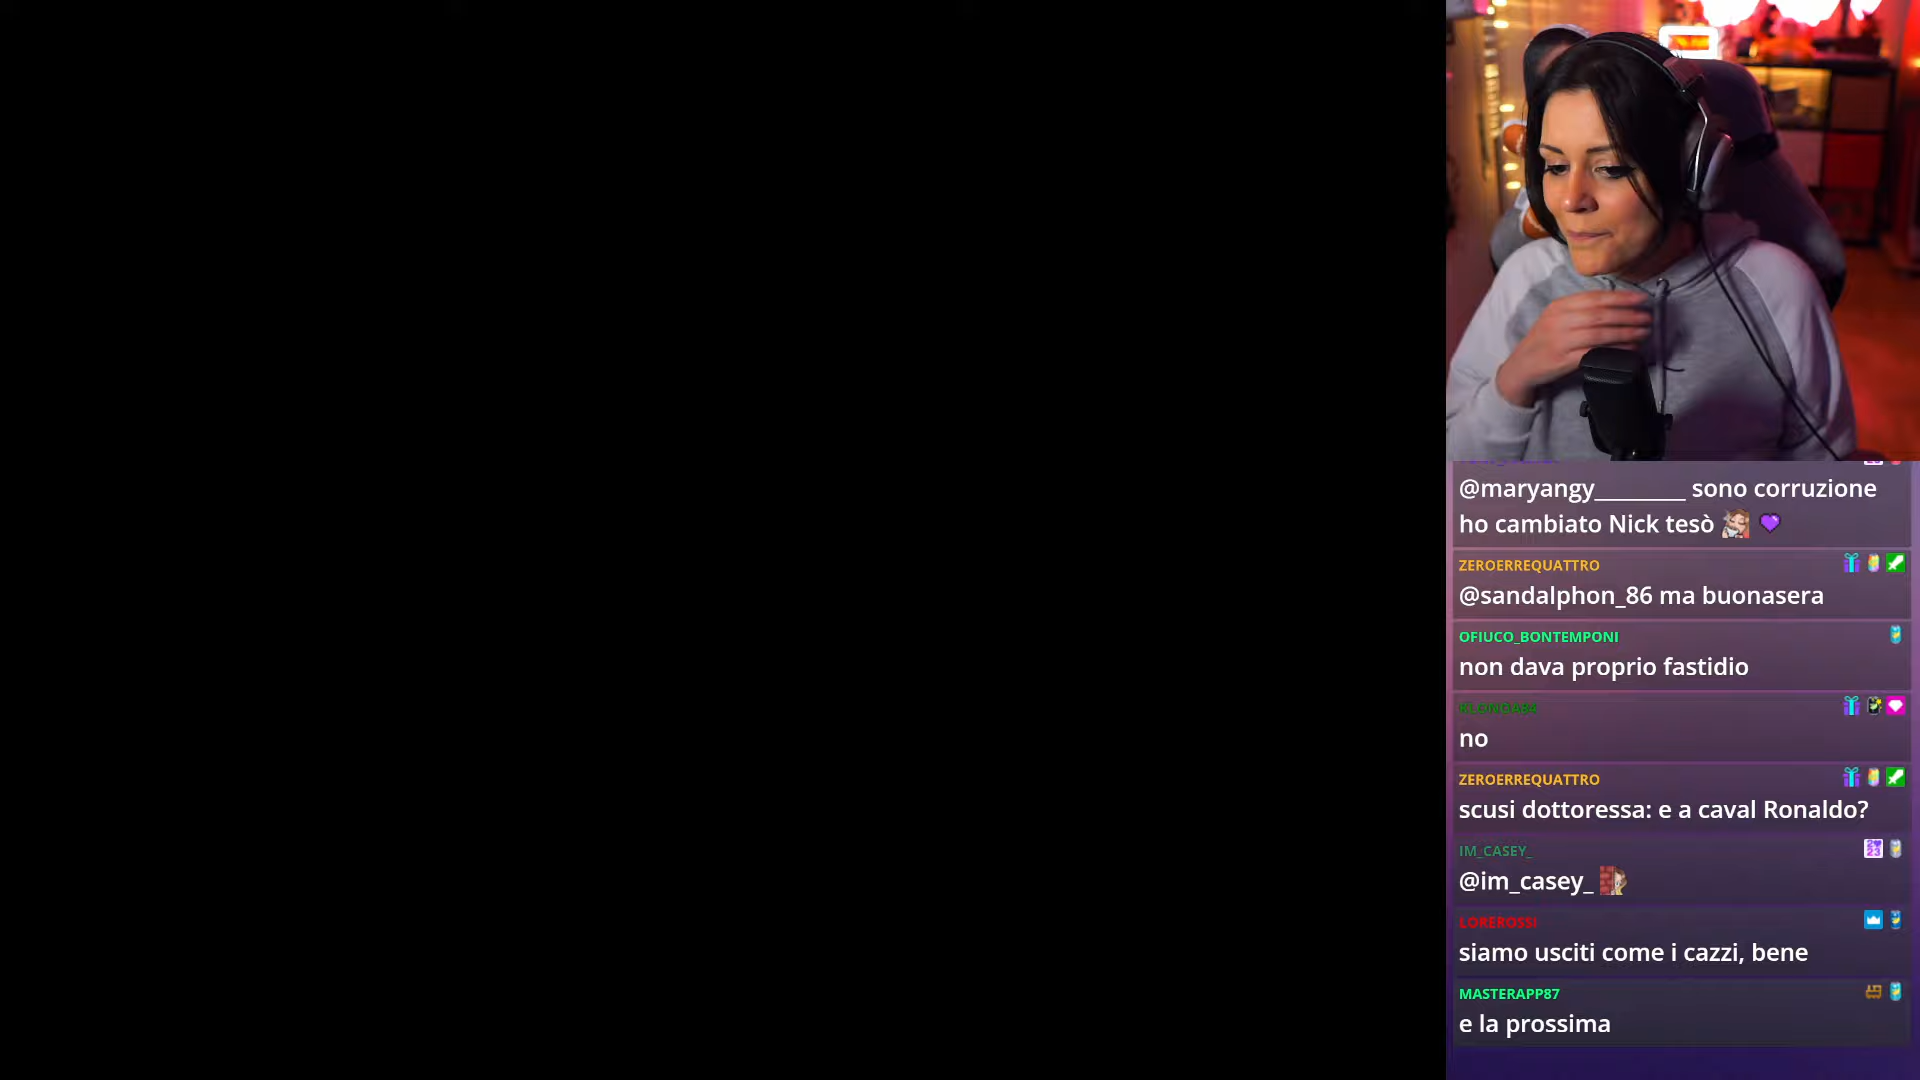 @maryangy_________ sono corruzione
ho cambiato Nick tesò
ZEROERREQUATTRO
@sandalphon_86 ma buonasera
OFIUCO_BONTEMPONI
non dava proprio fastidio
no
ZEROERREQUATTRO
scusi dottoressa: e a caval Ronaldo?
IM_CASEY_
@im_casey_
LOREROSSI
siamo usciti come i cazzi, bene
MASTERAPP87
e la prossima